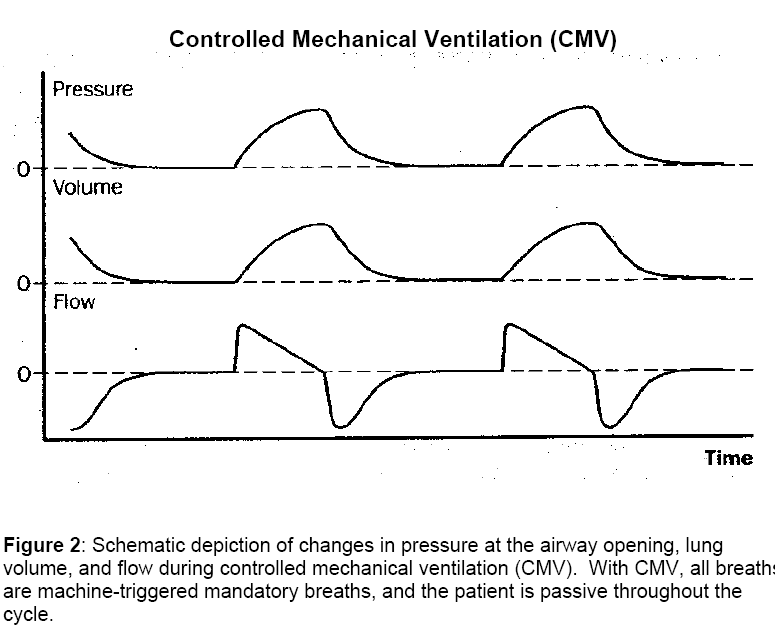 Controlled Mechanical Ventilation (CMV)
Pressure
0
Volume
0
Flow
0
Time
Figure 2: Schematic depiction of changes in pressure at the airway opening, lung
volume, and flow during controlled mechanical ventilation (CMV).  With CMV, all breaths
are machine-triggered mandatory breaths, and the patient is passive throughout the
cycle.